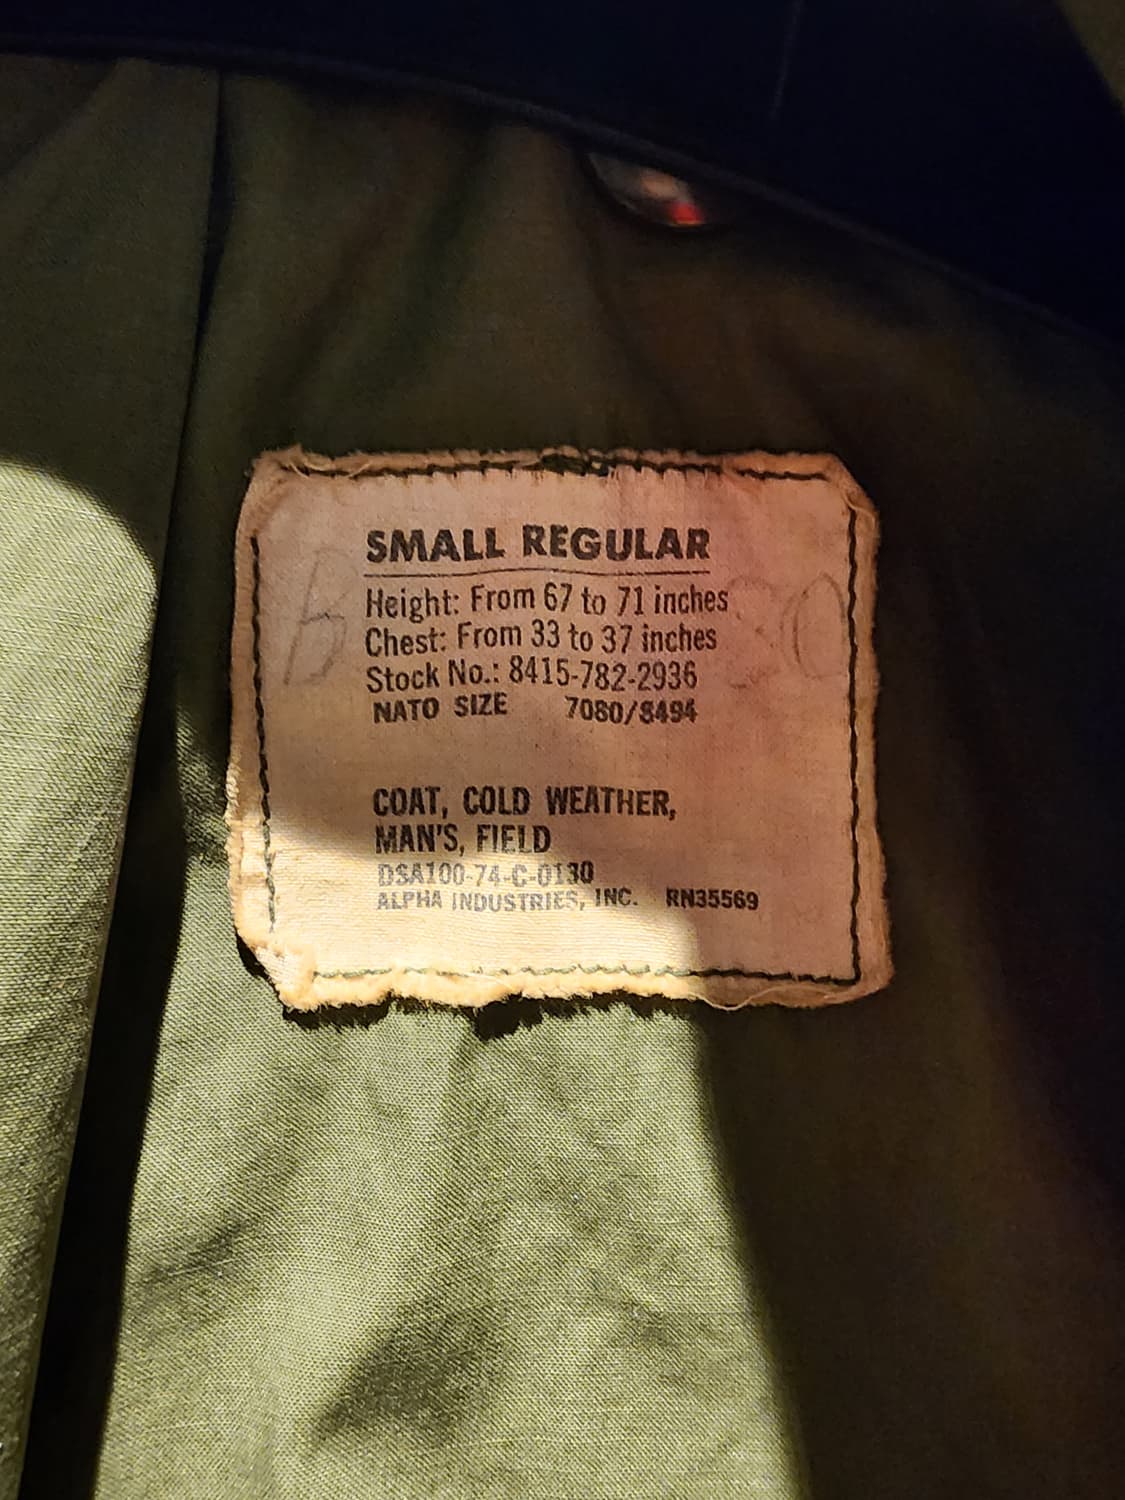 SMALL REGULAR
Height: From 67 to 71 inches
Chest: From 33 to 37 inches
Stock No.: 8415-782-2936
NATO SIZE 7080/8494
COAT, COLD WEATHER,
MAN'S, FIELD
DSA100-74-C-0130
ALPHA INDUSTRIES, INC. RN35569